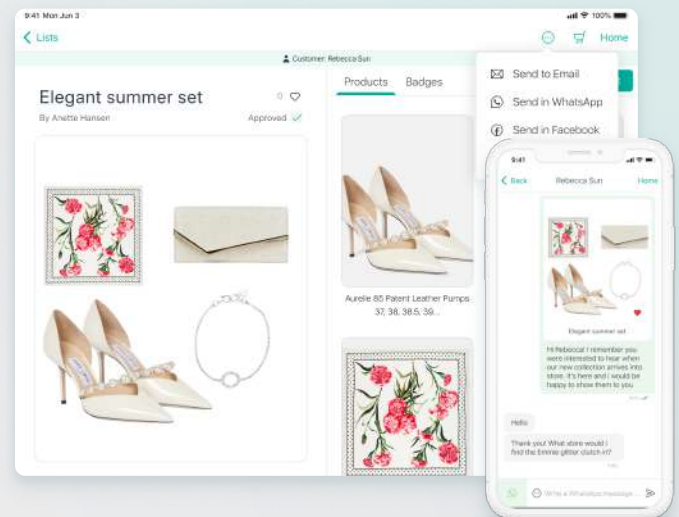 9:41 Mon Jun 3
100%
Lists
Home
Customer: Rebecca Sun
Elegant summer set
0
By Anette Hansen
Approved
Products
Badges
Aurelie 85 Patent Leather Pumps
37, 38, 38.5, 39...
Send to Email
Send in WhatsApp
Send in Facebook
9:41
Back
Rebecca Sun
Home
Elegant summer set
Hi Rebecca! I remember you
were interested to hear when
our new collection arrives into
store. It's here and i would be
happy to show them to you
Hello
Thank you! What store would I
find the Emmie glitter clutch in?
Write a WhatsApp message...